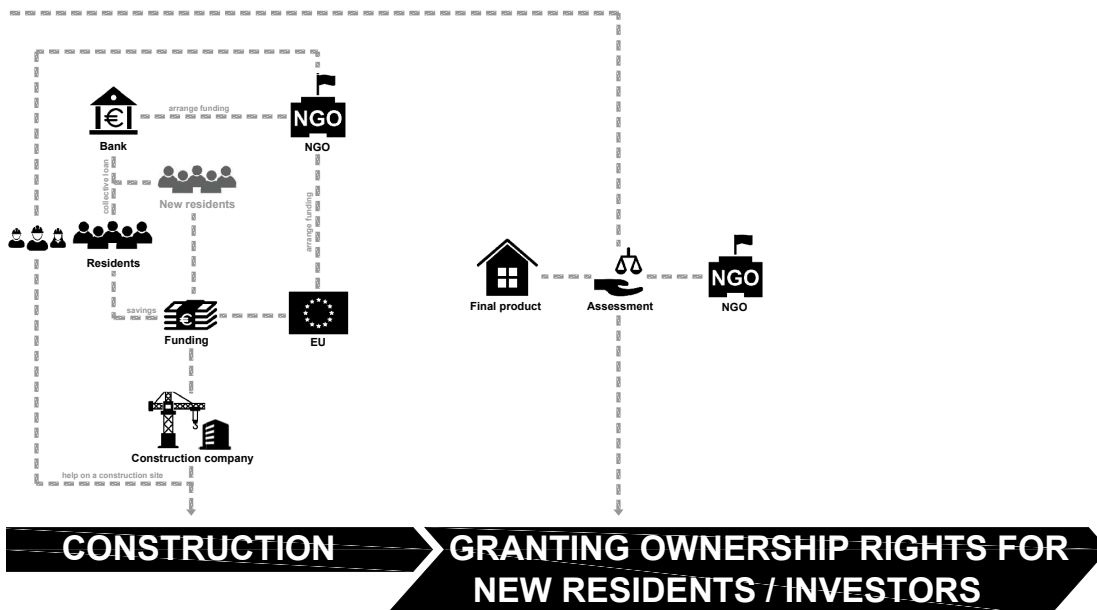 arrange funding
NGO
Bank
NGO
collective loan
New residents
arrange funding
Residents
savings
Funding
EU
Construction company
help on a construction site
NGO
Final product
Assessment
NGO
CONSTRUCTION
GRANTING OWNERSHIP RIGHTS FOR
NEW RESIDENTS / INVESTORS